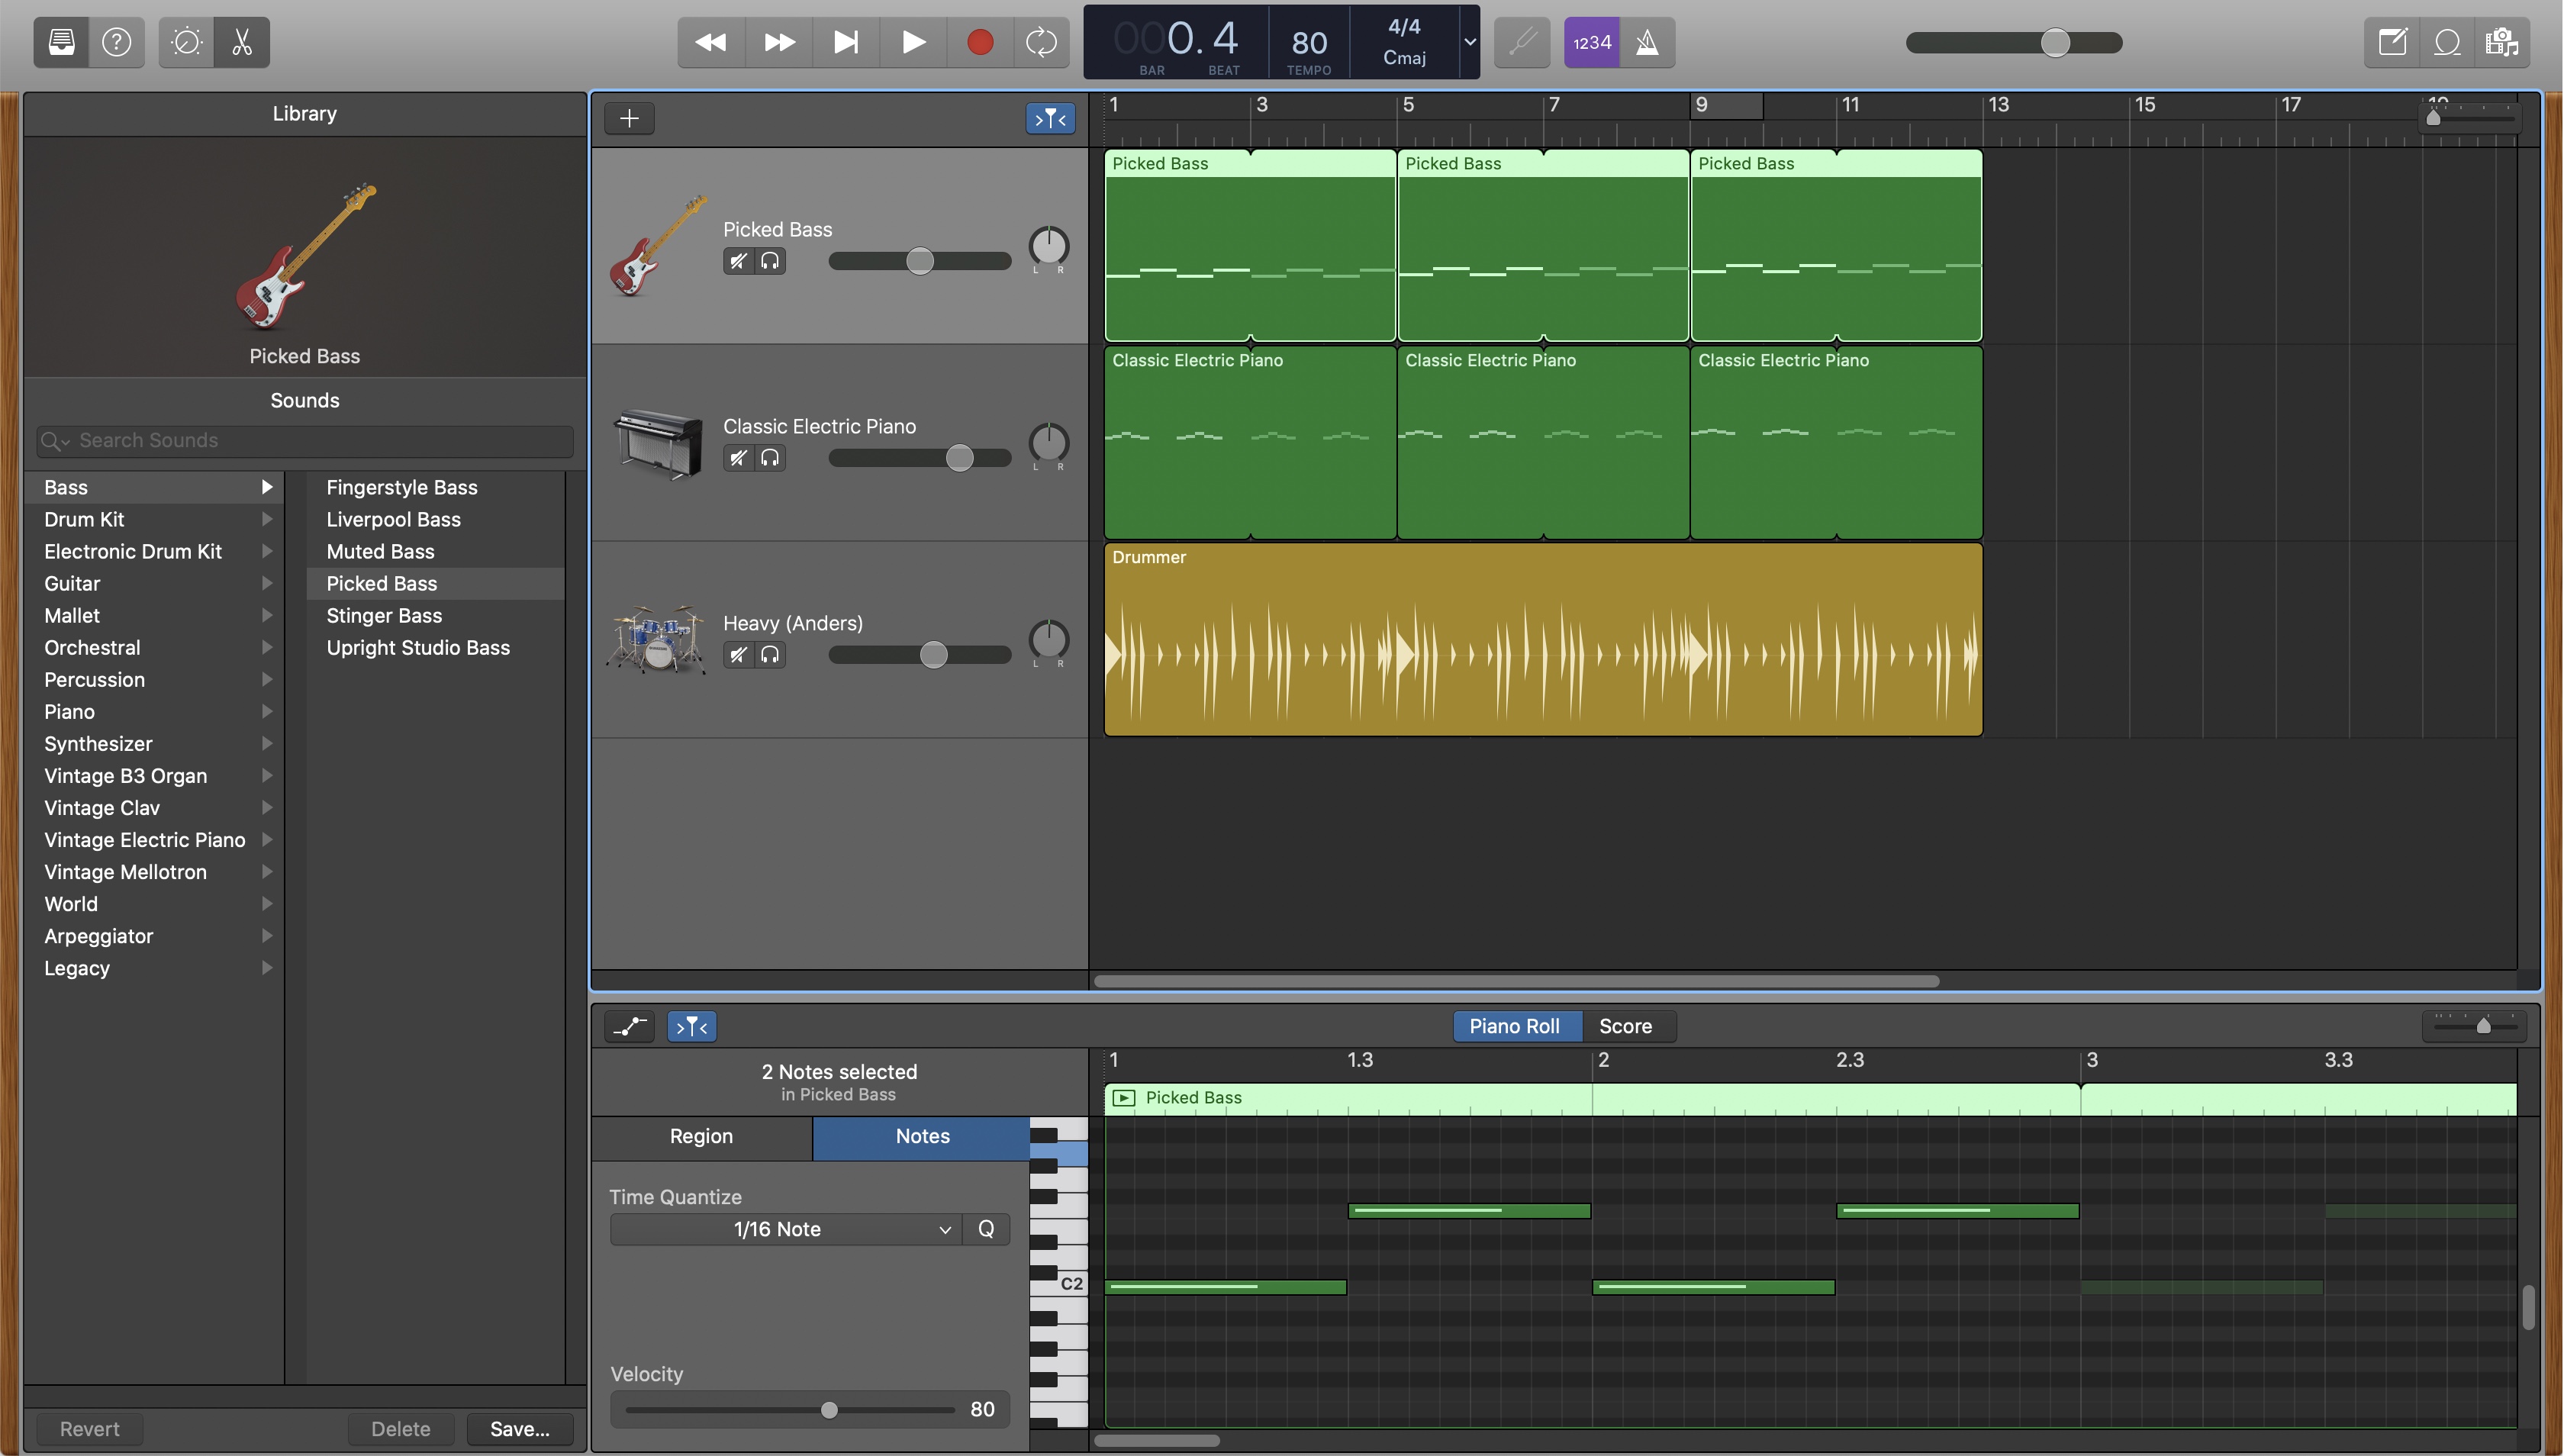 000.4
BAR
BEAT
80
TEMPO
4/4
Cmaj
1234
Library
Picked Bass
Sounds
Search Sounds
Bass
Drum Kit
Electronic Drum Kit
Guitar
Mallet
Orchestral
Percussion
Piano
Synthesizer
Vintage B3 Organ
Vintage Clav
Vintage Electric Piano
Vintage Mellotron
World
Arpeggiator
Legacy
Fingerstyle Bass
Liverpool Bass
Muted Bass
Picked Bass
Stinger Bass
Upright Studio Bass
Revert
Delete
Save...
1 3 5 7 9 11 13 15 17 19
Picked Bass
L R
Picked Bass
Picked Bass
Picked Bass
Classic Electric Piano
L R
Classic Electric Piano
Classic Electric Piano
Classic Electric Piano
Heavy (Anders)
L R
Drummer
Piano Roll
Score
2 Notes selected
in Picked Bass
1 1.3 2 2.3 3 3.3
Picked Bass
Region
Notes
Time Quantize
1/16 Note
Q
C2
Velocity
80